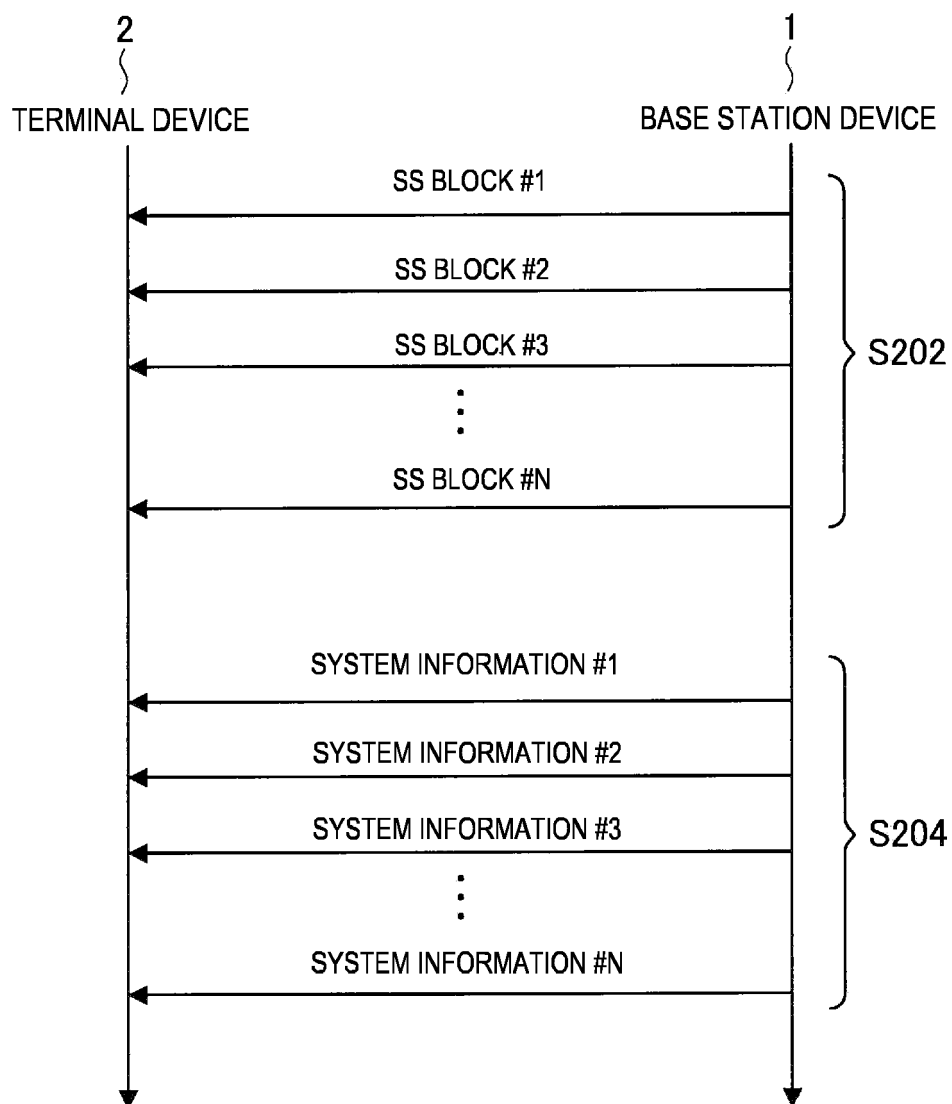 2
1
TERMINAL DEVICE
BASE STATION DEVICE
SS BLOCK #1
SS BLOCK #2
SS BLOCK #3
S202
SS BLOCK #N
SYSTEM INFORMATION #1
SYSTEM INFORMATION #2
SYSTEM INFORMATION #3
S204
SYSTEM INFORMATION #N